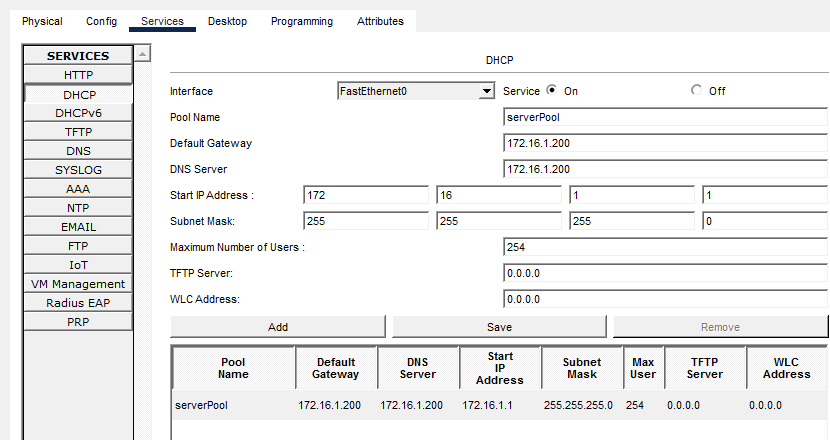 Physical Config Services Desktop Programming Attributes
SERVICES
HTTP
DHCP
DHCPv6
TFTP
DNS
SYSLOG
AAA
NTP
EMAIL
FTP
IoT
VM Management
Radius EAP
PRP
DHCP
Interface FastEthernet0 Service On Off
Pool Name serverPool
Default Gateway 172.16.1.200
DNS Server 172.16.1.200
Start IP Address : 172 16 1 1
Subnet Mask: 255 255 255 0
Maximum Number of Users : 254
TFTP Server: 0.0.0.0
WLC Address: 0.0.0.0
Add Save Remove
Pool Name Default Gateway DNS Server Start IP Address Subnet Mask Max User TFTP Server WLC Address
serverPool 172.16.1.200 172.16.1.200 172.16.1.1 255.255.255.0 254 0.0.0.0 0.0.0.0